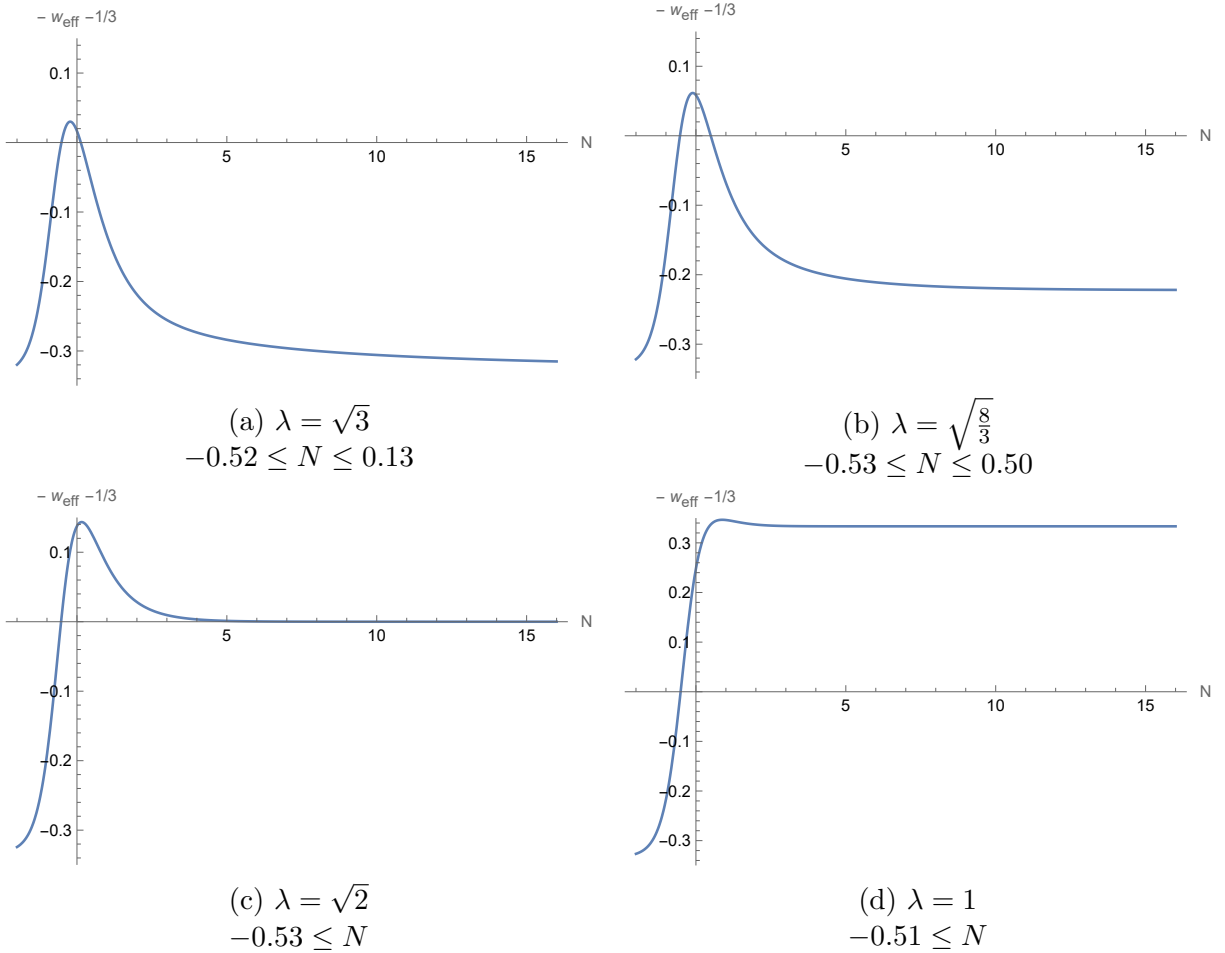 − w_eff −1/3
0.1
N
5
10
15
−0.1
−0.2
−0.3
(a) λ = √3
−0.52 ≤ N ≤ 0.13
− w_eff −1/3
0.1
N
5
10
15
−0.1
−0.2
−0.3
(b) λ = √(8/3)
−0.53 ≤ N ≤ 0.50
− w_eff −1/3
0.1
N
5
10
15
−0.1
−0.2
−0.3
(c) λ = √2
−0.53 ≤ N
− w_eff −1/3
0.3
0.2
0.1
N
5
10
15
−0.1
−0.2
−0.3
(d) λ = 1
−0.51 ≤ N